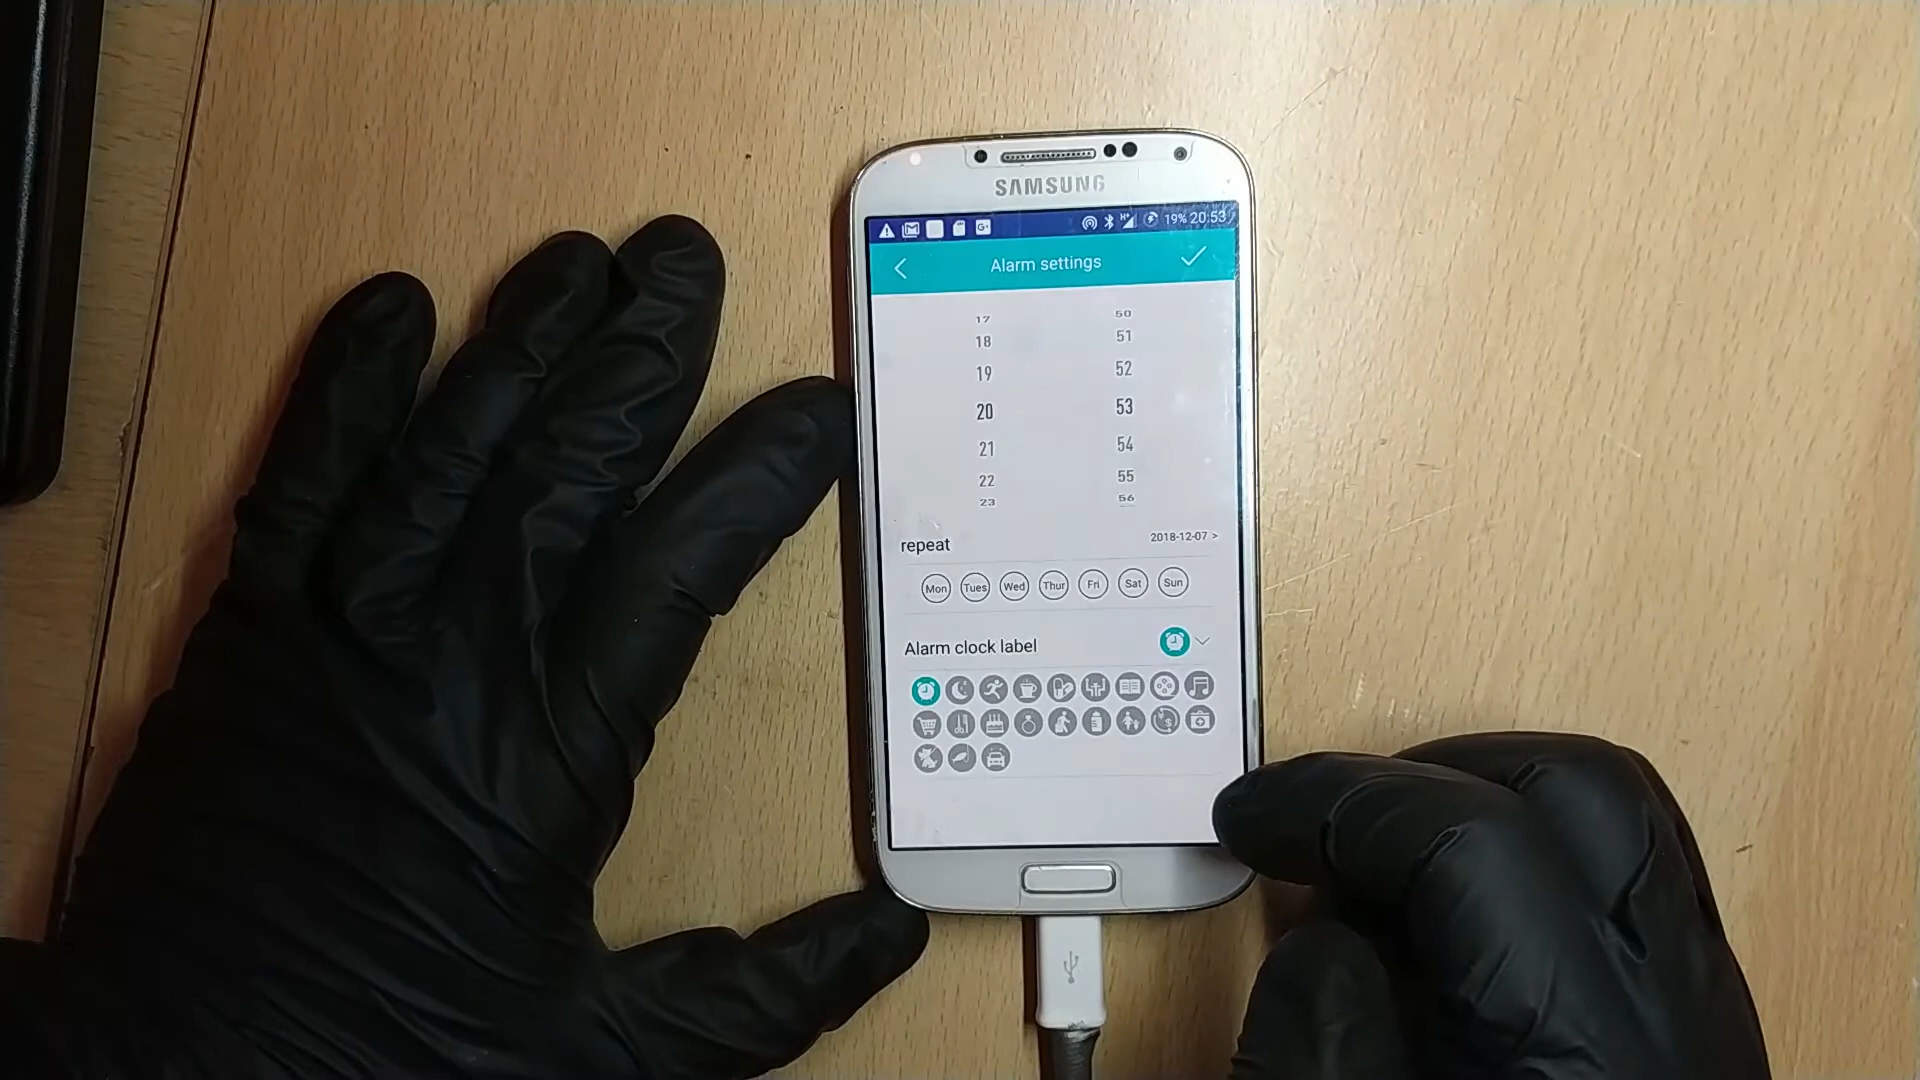 SAMSUNG
19% 20:53
Alarm settings
17 50
18 51
19 52
20 53
21 54
22 55
23 56
repeat 2018-12-07 >
Mon Tues Wed Thur Fri Sat Sun
Alarm clock label